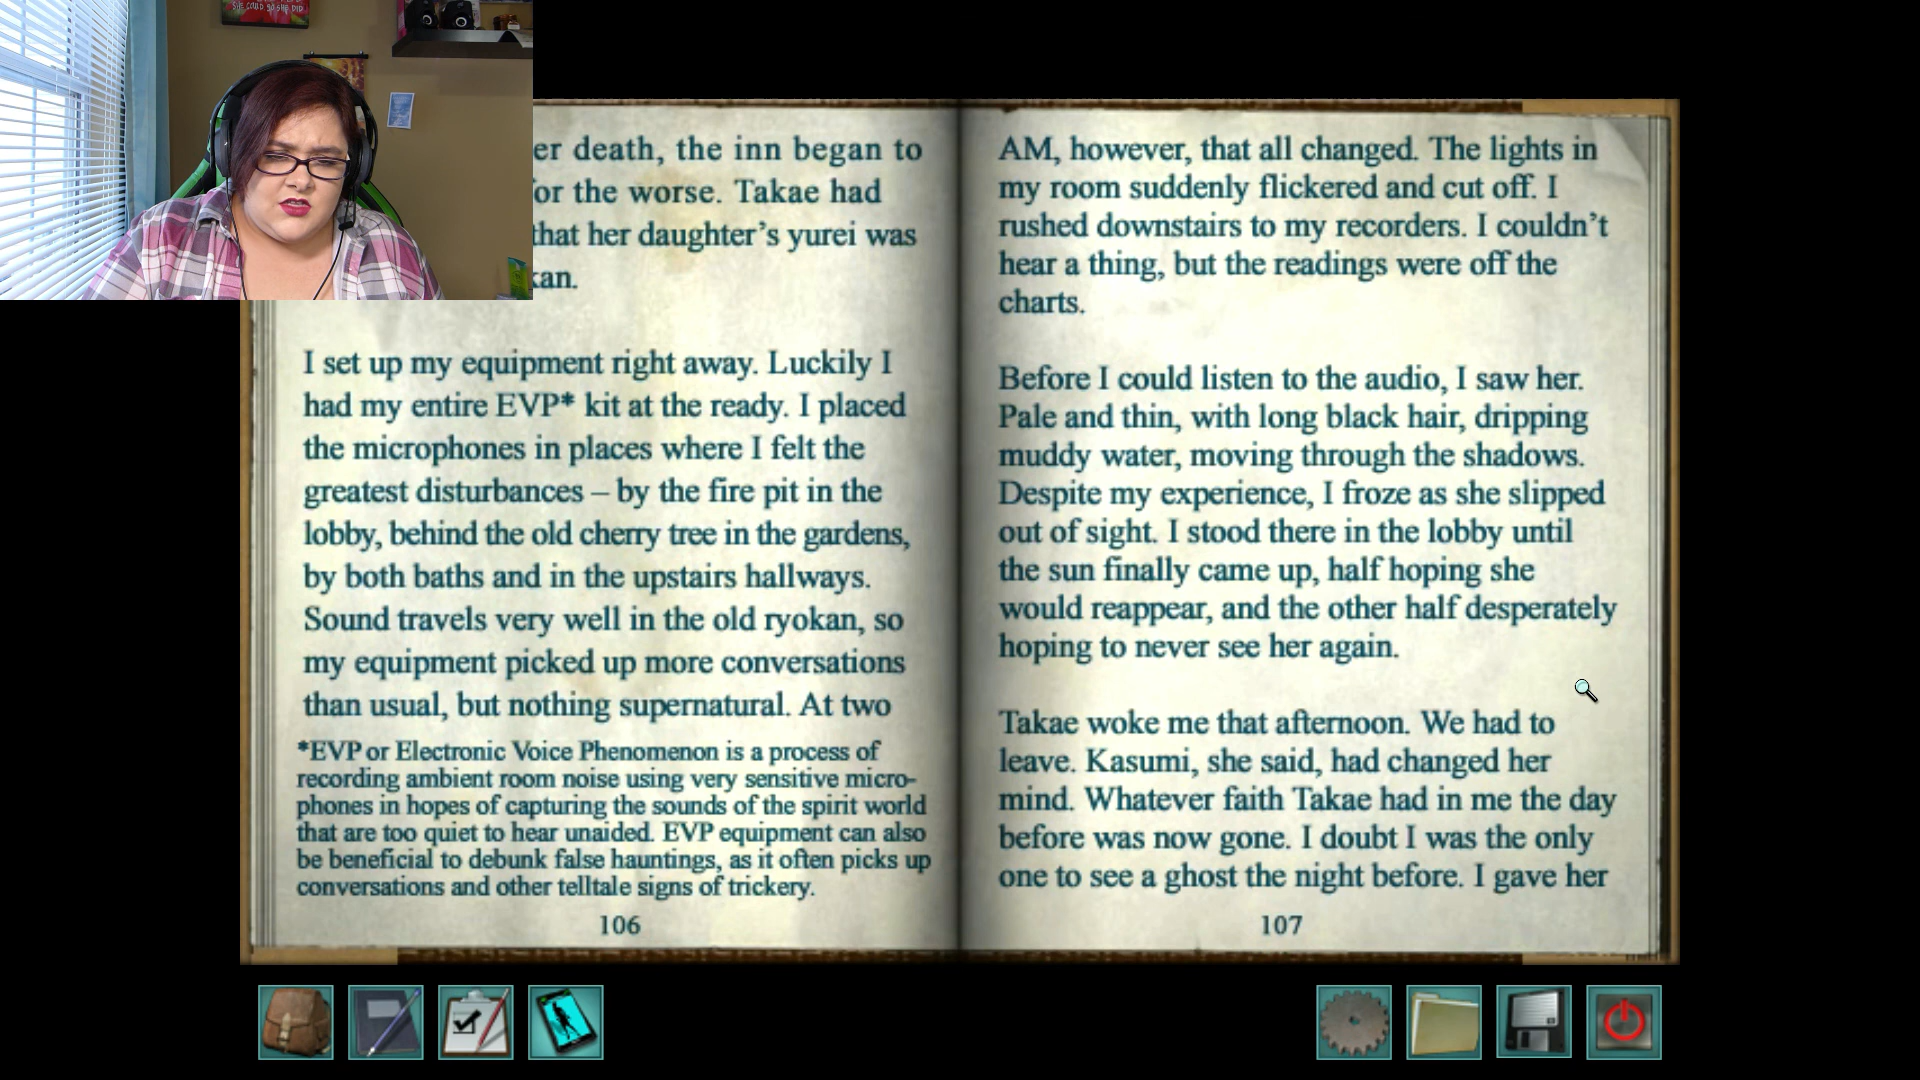 SHE COULD SO SHE DID
er death, the inn began to
or the worse. Takae had
that her daughter's yurei was
kan.
I set up my equipment right away. Luckily I
had my entire EVP* kit at the ready. I placed
the microphones in places where I felt the
greatest disturbances – by the fire pit in the
lobby, behind the old cherry tree in the gardens,
by both baths and in the upstairs hallways.
Sound travels very well in the old ryokan, so
my equipment picked up more conversations
than usual, but nothing supernatural. At two
*EVP or Electronic Voice Phenomenon is a process of
recording ambient room noise using very sensitive micro-
phones in hopes of capturing the sounds of the spirit world
that are too quiet to hear unaided. EVP equipment can also
be beneficial to debunk false hauntings, as it often picks up
conversations and other telltale signs of trickery.
106
AM, however, that all changed. The lights in
my room suddenly flickered and cut off. I
rushed downstairs to my recorders. I couldn't
hear a thing, but the readings were off the
charts.
Before I could listen to the audio, I saw her.
Pale and thin, with long black hair, dripping
muddy water, moving through the shadows.
Despite my experience, I froze as she slipped
out of sight. I stood there in the lobby until
the sun finally came up, half hoping she
would reappear, and the other half desperately
hoping to never see her again.
Takae woke me that afternoon. We had to
leave. Kasumi, she said, had changed her
mind. Whatever faith Takae had in me the day
before was now gone. I doubt I was the only
one to see a ghost the night before. I gave her
107